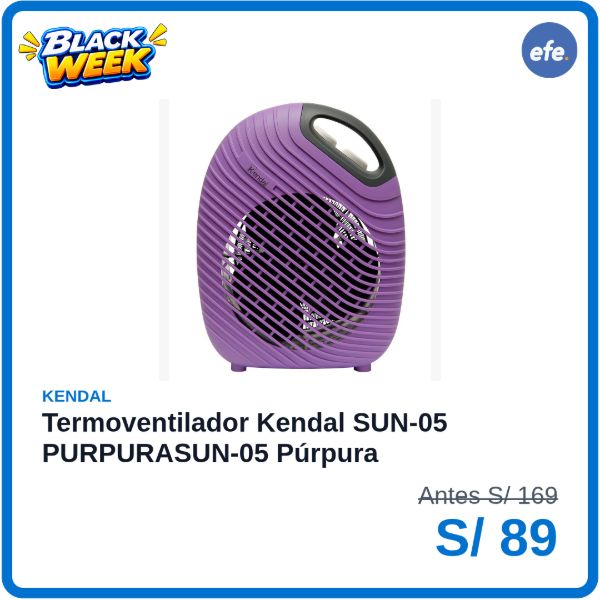 BLACK
WEEK
efe.
Kendal
KENDAL
Termoventilador Kendal SUN-05
PURPURASUN-05 Púrpura
Antes S/ 169
S/ 89